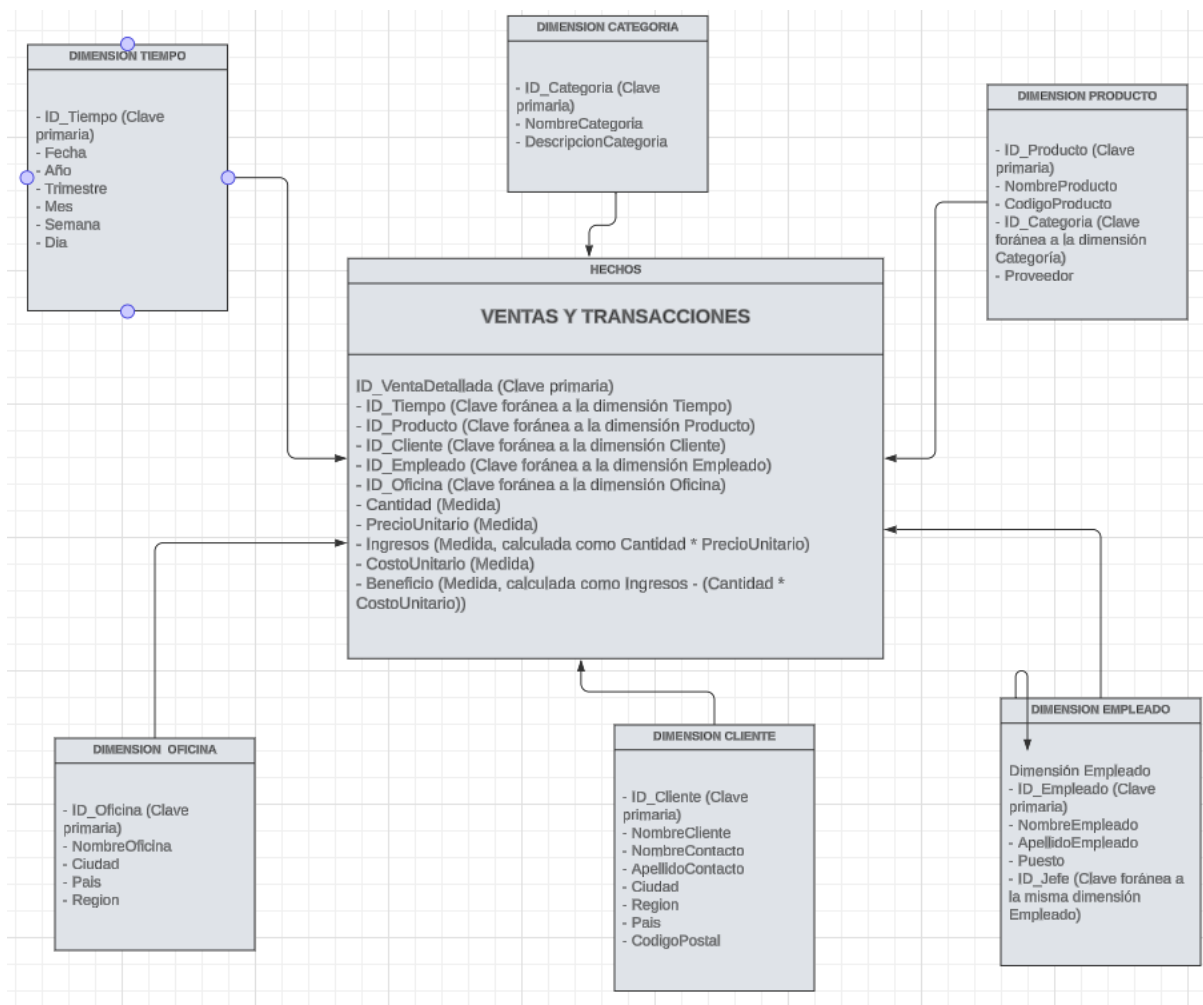 DIMENSION TIEMPO
- ID_Tiempo (Clave
primaria)
- Fecha
- Año
- Trimestre
- Mes
- Semana
- Dia
DIMENSION CATEGORIA
- ID_Categoria (Clave
primaria)
- NombreCategoria
- DescripcionCategoria
DIMENSION PRODUCTO
- ID_Producto (Clave
primaria)
- NombreProducto
- CodigoProducto
- ID_Categoria (Clave
foránea a la dimensión
Categoría)
- Proveedor
HECHOS
VENTAS Y TRANSACCIONES
ID_VentaDetallada (Clave primaria)
- ID_Tiempo (Clave foránea a la dimensión Tiempo)
- ID_Producto (Clave foránea a la dimensión Producto)
- ID_Cliente (Clave foránea a la dimensión Cliente)
- ID_Empleado (Clave foránea a la dimensión Empleado)
- ID_Oficina (Clave foránea a la dimensión Oficina)
- Cantidad (Medida)
- PrecioUnitario (Medida)
- Ingresos (Medida, calculada como Cantidad * PrecioUnitario)
- CostoUnitario (Medida)
- Beneficio (Medida, calculada como Ingresos - (Cantidad *
CostoUnitario))
DIMENSION  OFICINA
- ID_Oficina (Clave
primaria)
- NombreOficina
- Ciudad
- Pais
- Region
DIMENSION CLIENTE
- ID_Cliente (Clave
primaria)
- NombreCliente
- NombreContacto
- ApellidoContacto
- Ciudad
- Region
- Pais
- CodigoPostal
DIMENSION EMPLEADO
Dimensión Empleado
- ID_Empleado (Clave
primaria)
- NombreEmpleado
- ApellidoEmpleado
- Puesto
- ID_Jefe (Clave foránea a
la misma dimensión
Empleado)